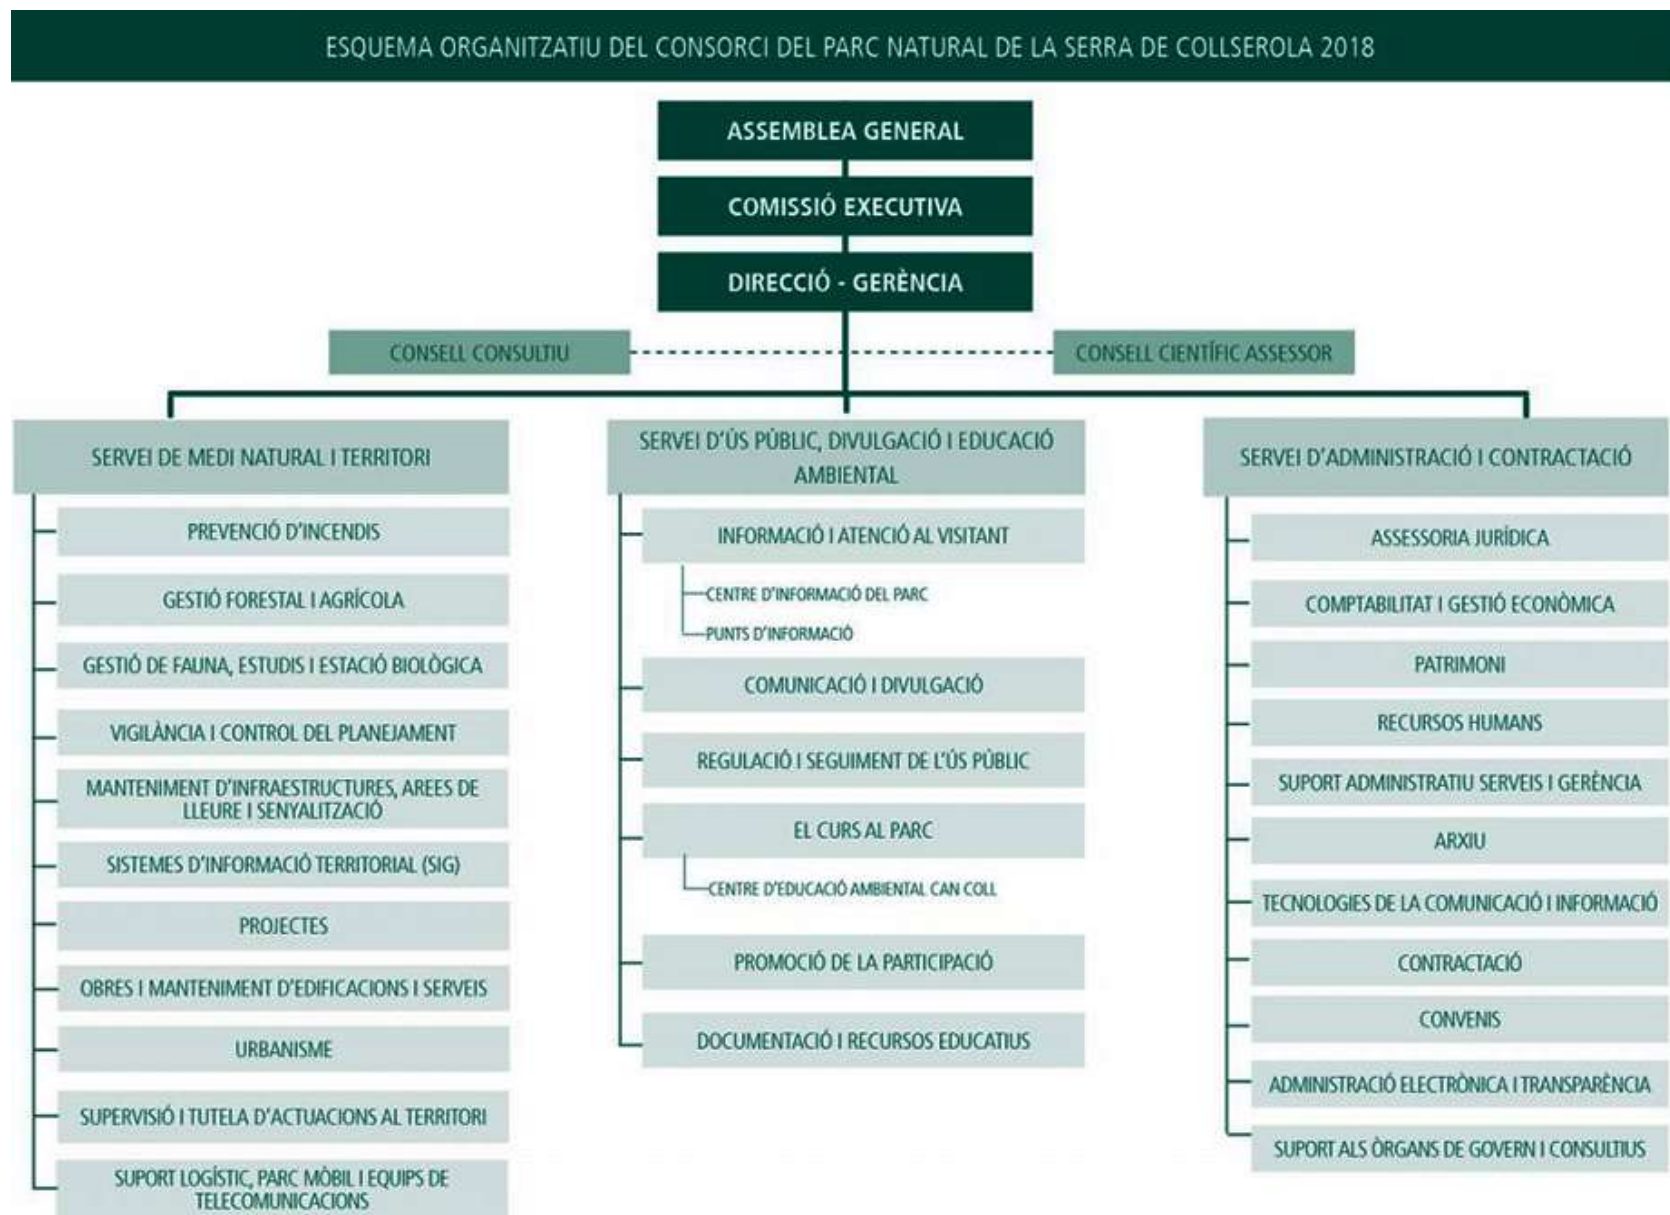 ESQUEMA ORGANITZATIU DEL CONSORCI DEL PARC NATURAL DE LA SERRA DE COLLSEROLA 2018
ASSEMBLEA GENERAL
COMISSIÓ EXECUTIVA
DIRECCIÓ - GERÈNCIA
CONSELL CONSULTIU
CONSELL CIENTÍFIC ASSESSOR
SERVEI DE MEDI NATURAL I TERRITORI
PREVENCIÓ D'INCENDIS
GESTIÓ FORESTAL I AGRÍCOLA
GESTIÓ DE FAUNA, ESTUDIS I ESTACIÓ BIOLÒGICA
VIGILÀNCIA I CONTROL DEL PLANEJAMENT
MANTENIMENT D'INFRAESTRUCTURES, AREES DE
LLEURE I SENYALITZACIÓ
SISTEMES D'INFORMACIÓ TERRITORIAL (SIG)
PROJECTES
OBRES I MANTENIMENT D'EDIFICACIONS I SERVEIS
URBANISME
SUPERVISIÓ I TUTELA D'ACTUACIONS AL TERRITORI
SUPORT LOGÍSTIC, PARC MÒBIL I EQUIPS DE
TELECOMUNICACIONS
SERVEI D'ÚS PÚBLIC, DIVULGACIÓ I EDUCACIÓ
AMBIENTAL
INFORMACIÓ I ATENCIÓ AL VISITANT
CENTRE D'INFORMACIÓ DEL PARC
PUNTS D'INFORMACIÓ
COMUNICACIÓ I DIVULGACIÓ
REGULACIÓ I SEGUIMENT DE L'ÚS PÚBLIC
EL CURS AL PARC
CENTRE D'EDUCACIÓ AMBIENTAL CAN COLL
PROMOCIÓ DE LA PARTICIPACIÓ
DOCUMENTACIÓ I RECURSOS EDUCATIUS
SERVEI D'ADMINISTRACIÓ I CONTRACTACIÓ
ASSESSORIA JURÍDICA
COMPTABILITAT I GESTIÓ ECONÒMICA
PATRIMONI
RECURSOS HUMANS
SUPORT ADMINISTRATIU SERVEIS I GERÈNCIA
ARXIU
TECNOLOGIES DE LA COMUNICACIÓ I INFORMACIÓ
CONTRACTACIÓ
CONVENIS
ADMINISTRACIÓ ELECTRÒNICA I TRANSPARÈNCIA
SUPORT ALS ÒRGANS DE GOVERN I CONSULTIUS